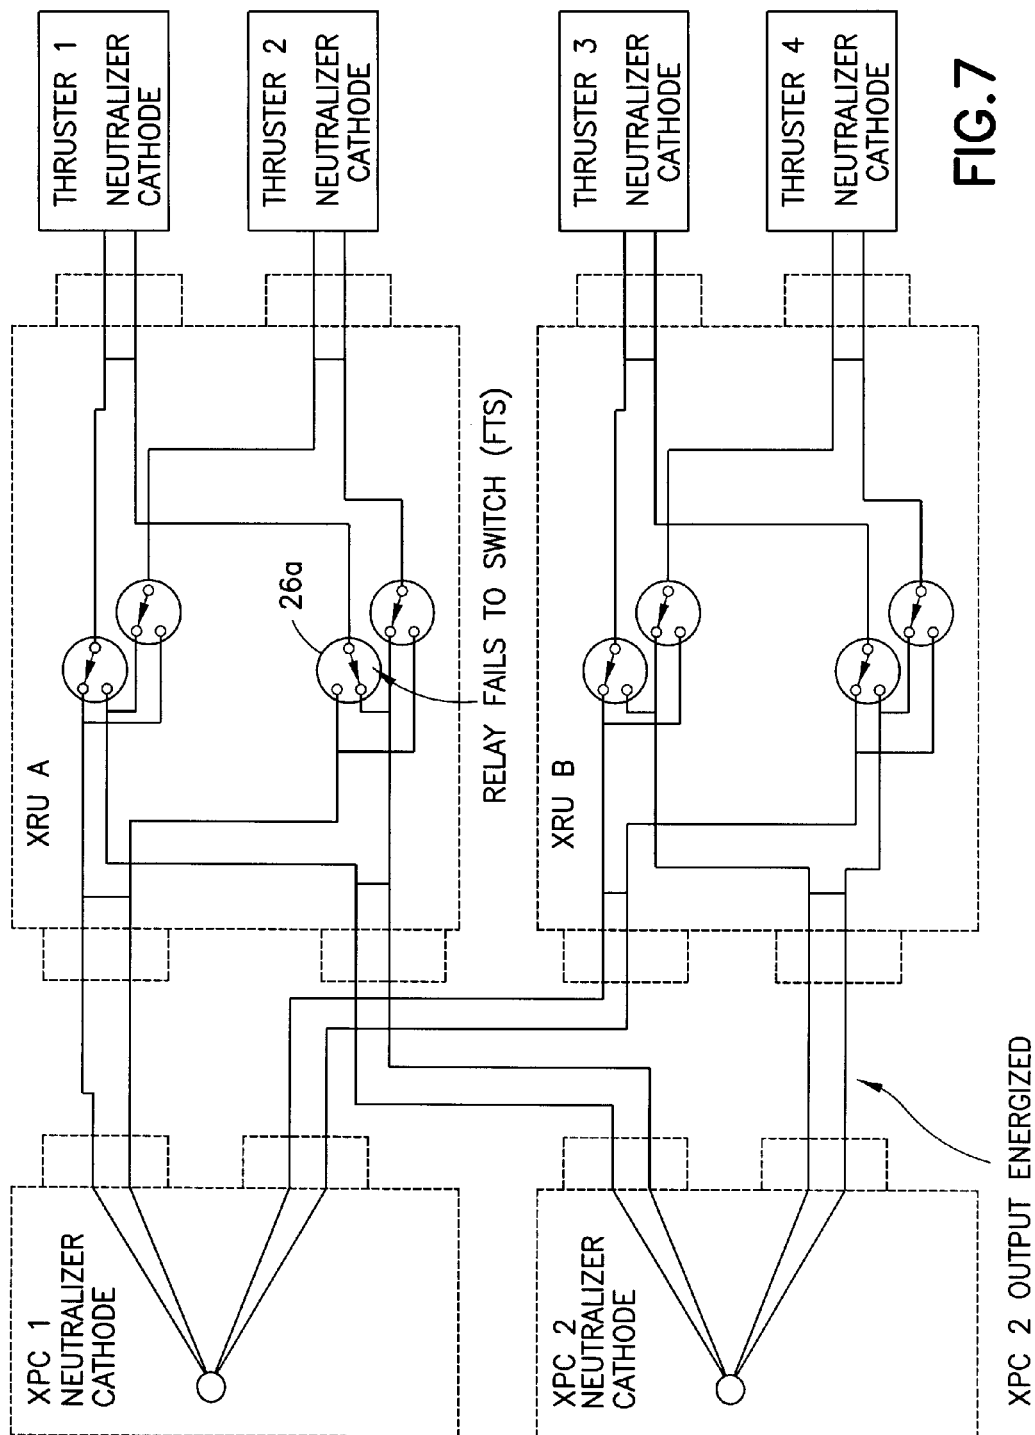 THRUSTER 1
NEUTRALIZER
CATHODE
THRUSTER 2
NEUTRALIZER
CATHODE
THRUSTER 3
NEUTRALIZER
CATHODE
THRUSTER 4
NEUTRALIZER
CATHODE
FIG.7
XRU A
26a
RELAY FAILS TO SWITCH (FTS)
XRU B
XPC 1
NEUTRALIZER
CATHODE
XPC 2
NEUTRALIZER
CATHODE
XPC 2 OUTPUT ENERGIZED